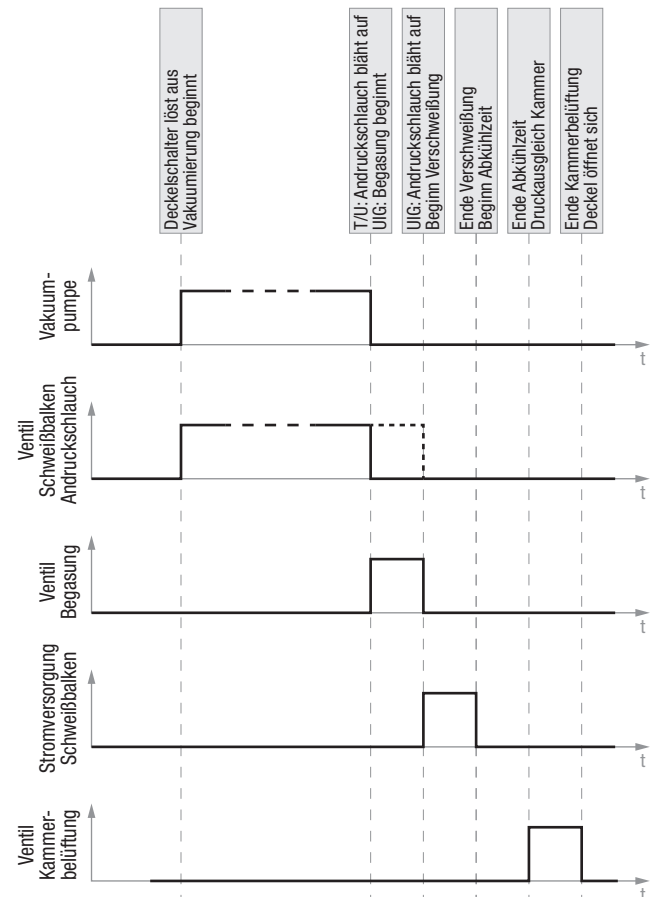 Deckelschalter löst aus
Vakuumierung beginnt
T/U: Andruckschlauch bläht auf
UIG: Begasung beginnt
UIG: Andruckschlauch bläht auf
Beginn Verschweißung
Ende Verschweißung
Beginn Abkühlzeit
Ende Abkühlzeit
Druckausgleich Kammer
Ende Kammerbelüftung
Deckel öffnet sich
Vakuum-
pumpe
t
Ventil
Schweißbalken
Andruckschlauch
t
Ventil
Begasung
t
Stromversorgung
Schweißbalken
t
Ventil
Kammer-
belüftung
t